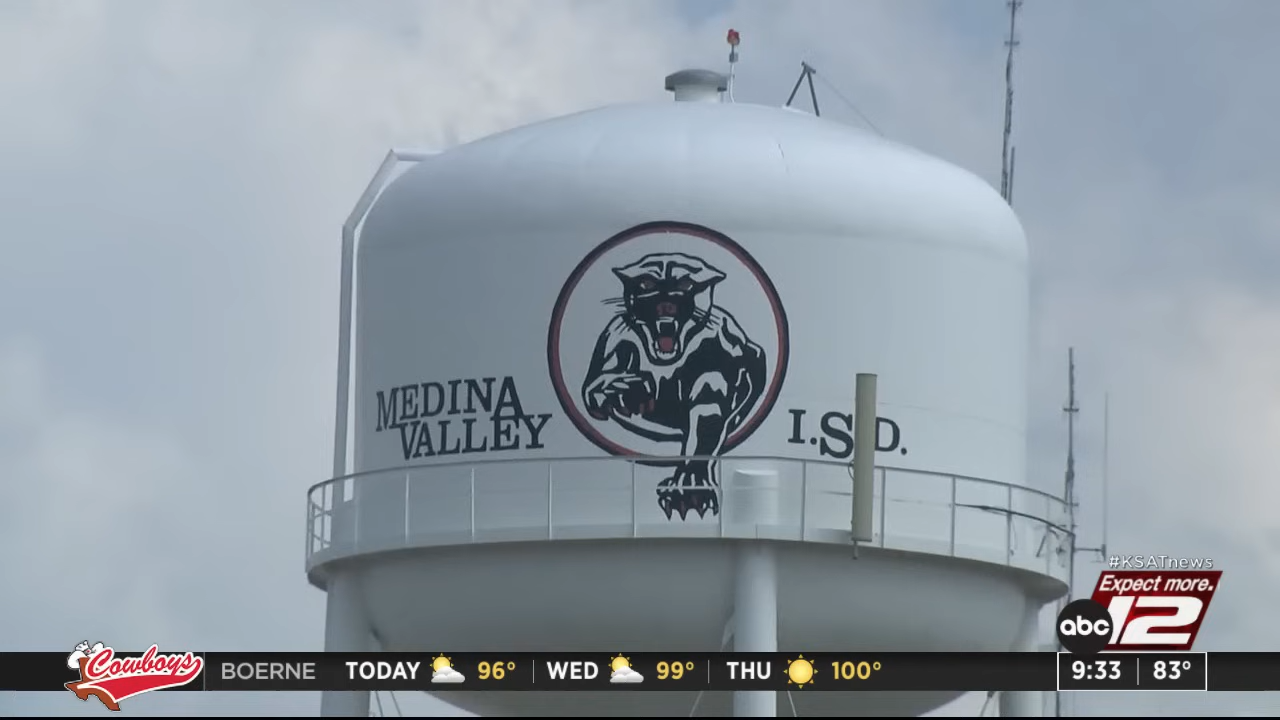 MEDINA
VALLEY
I.S.D.
#KSATnews
Expect more.
abc 12
Cowboys BOERNE TODAY 96° WED 99° THU 100° 9:33 83°